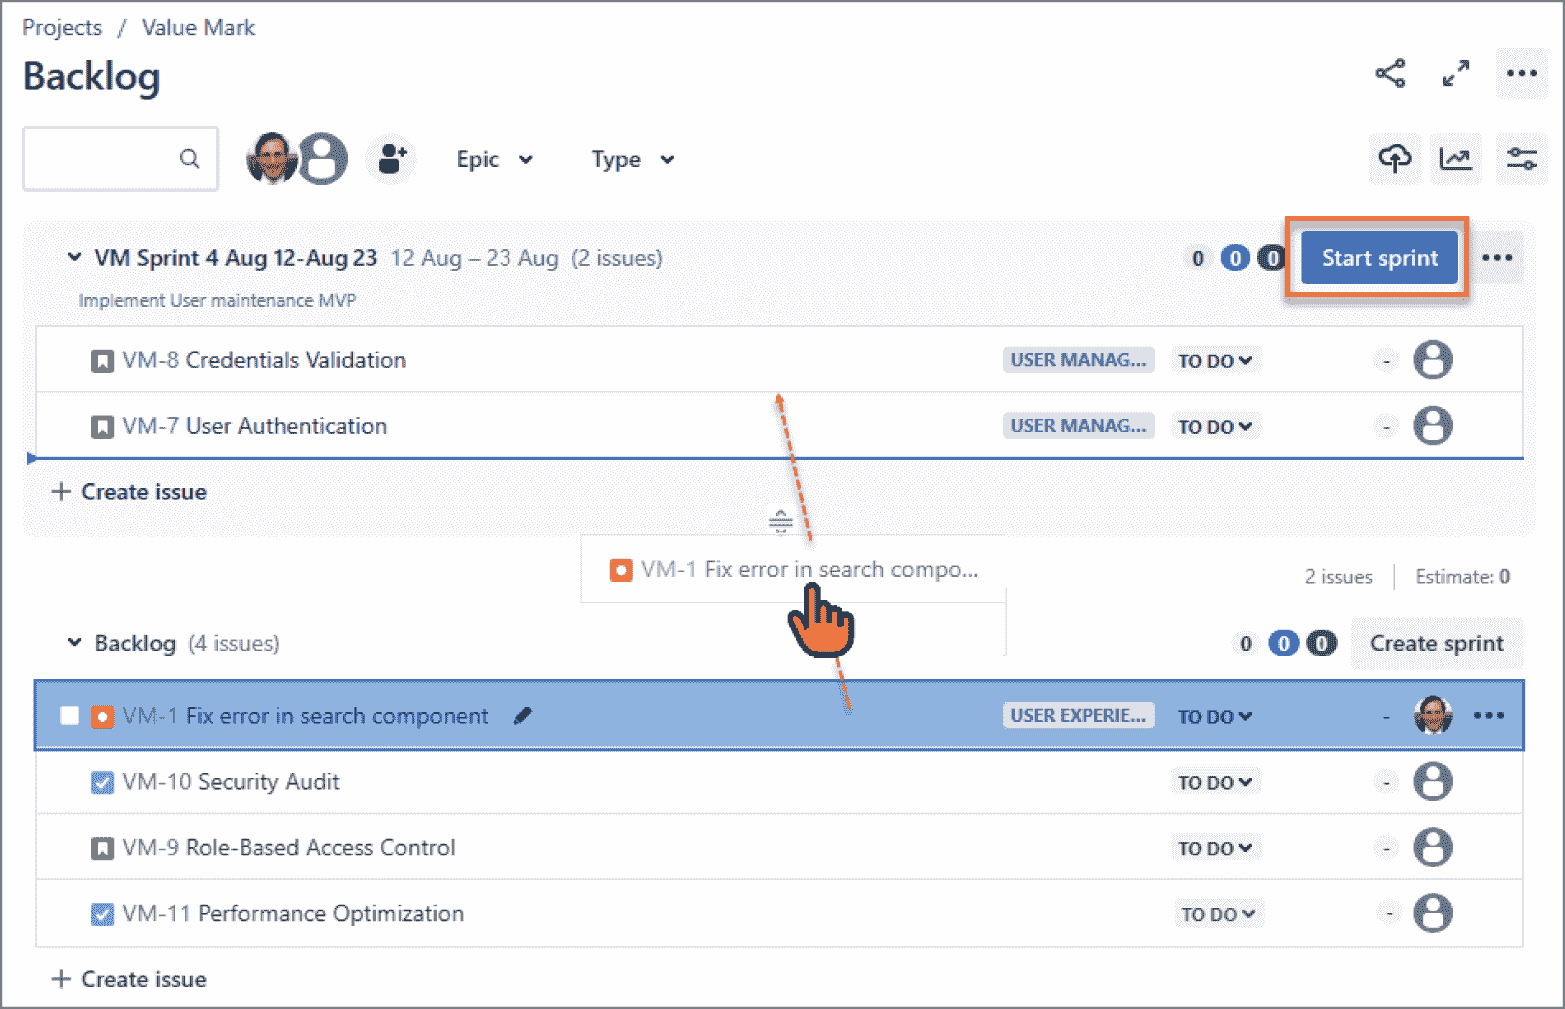 Projects / Value Mark
Backlog
Epic Type
VM Sprint 4 Aug 12-Aug 23 12 Aug – 23 Aug (2 issues) 0 0 0 Start sprint
Implement User maintenance MVP
VM-8 Credentials Validation USER MANAG... TO DO -
VM-7 User Authentication USER MANAG... TO DO -
+ Create issue
VM-1 Fix error in search compo...
2 issues Estimate: 0
Backlog (4 issues) 0 0 0 Create sprint
VM-1 Fix error in search component USER EXPERIE... TO DO -
VM-10 Security Audit TO DO -
VM-9 Role-Based Access Control TO DO -
VM-11 Performance Optimization TO DO -
+ Create issue